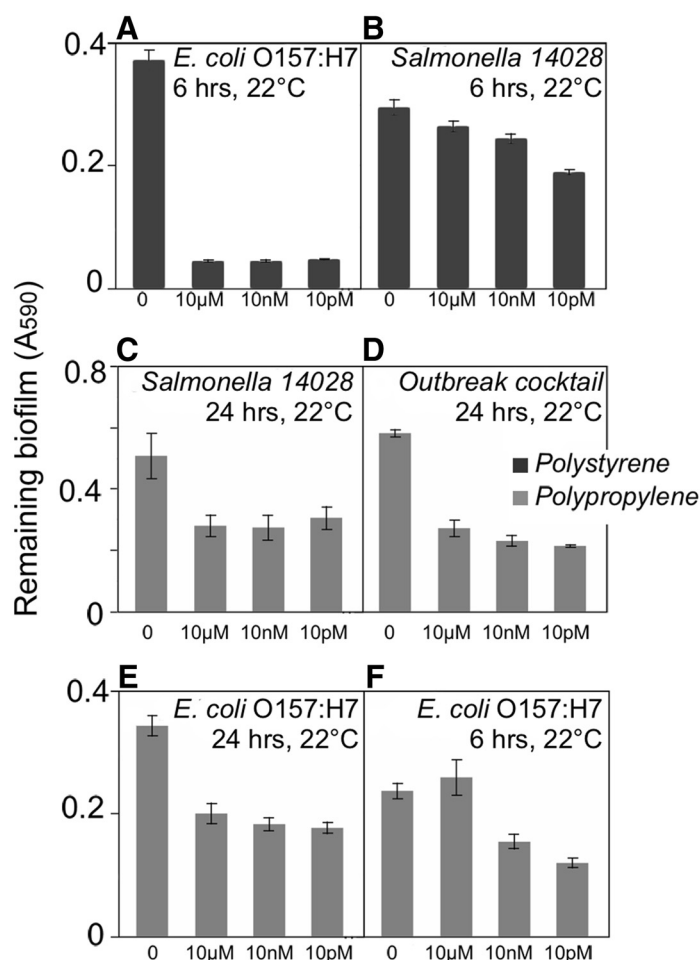 Remaining biofilm (A590)
A
E. coli O157:H7
6 hrs, 22°C
0.4
0.2
0
0 10µM 10nM 10pM
B
Salmonella 14028
6 hrs, 22°C
0 10µM 10nM 10pM
C
Salmonella 14028
24 hrs, 22°C
0.8
0.4
0
0 10µM 10nM 10pM
D
Outbreak cocktail
24 hrs, 22°C
Polystyrene
Polypropylene
0 10µM 10nM 10pM
E
E. coli O157:H7
24 hrs, 22°C
0.4
0.2
0
0 10µM 10nM 10pM
F
E. coli O157:H7
6 hrs, 22°C
0 10µM 10nM 10pM